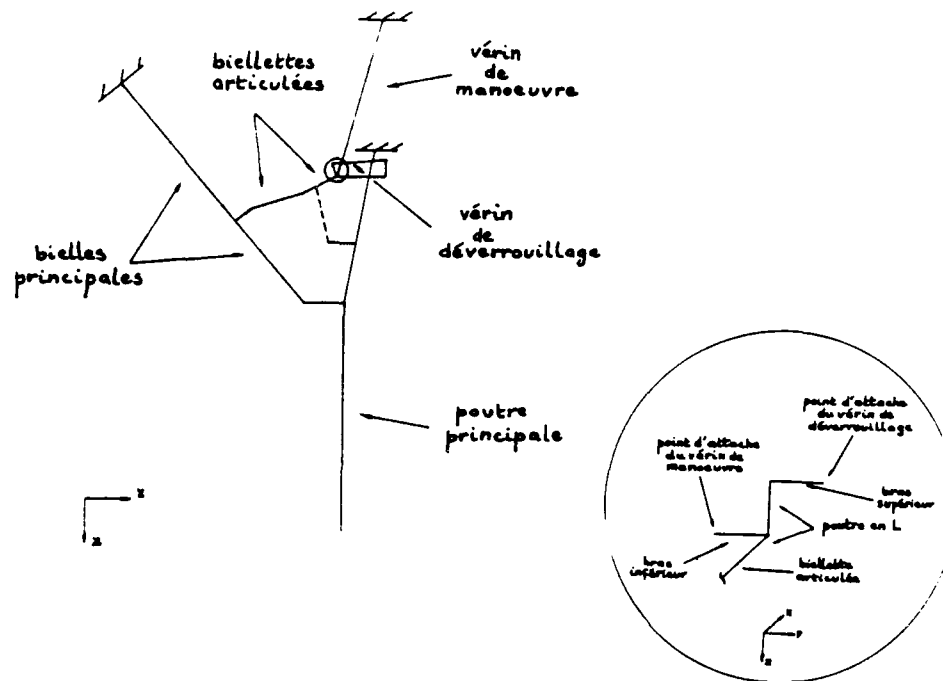 biellettes
articulées
vérin
de
manoeuvre
bielles
principales
vérin
de
déverrouillage
poutre
principale
x
z
point d'attache
du vérin de
déverrouillage
point d'attache
du vérin de
manoeuvre
bras
supérieur
poutre en L
bras
inférieur
biellette
articulée
x
y
z